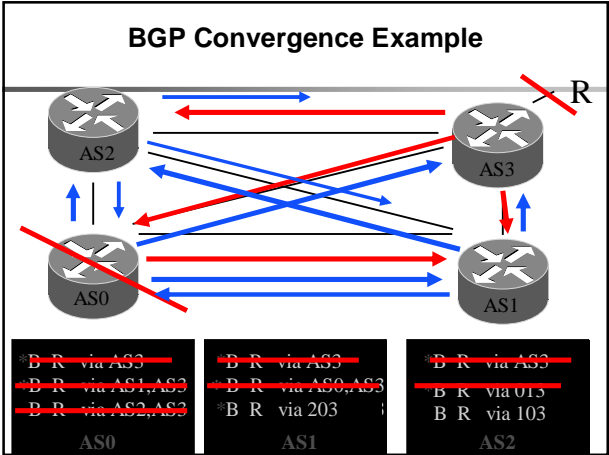 BGP Convergence Example
R
AS2
AS3
AS0
AS1
*B R via AS3
*B R via AS1,AS3
B R via AS2,AS3
AS0
*B R via AS3
*B R via AS0,AS3
*B R via 203
AS1
*B R via AS3
*B R via 013
B R via 103
AS2